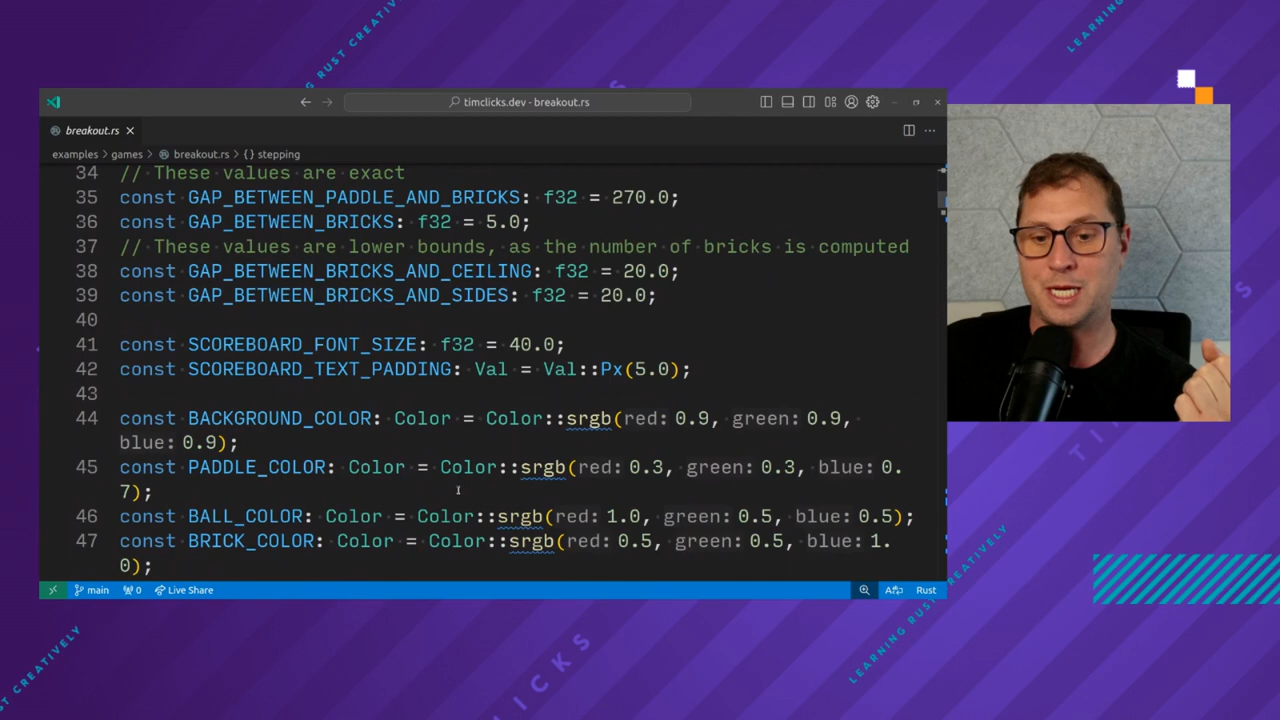 LEARNING RUST CREATIVELY
timclicks.dev - breakout.rs
breakout.rs
examples > games > breakout.rs > {} stepping
34 // These values are exact
35 const GAP_BETWEEN_PADDLE_AND_BRICKS: f32 = 270.0;
36 const GAP_BETWEEN_BRICKS: f32 = 5.0;
37 // These values are lower bounds, as the number of bricks is computed
38 const GAP_BETWEEN_BRICKS_AND_CEILING: f32 = 20.0;
39 const GAP_BETWEEN_BRICKS_AND_SIDES: f32 = 20.0;
40
41 const SCOREBOARD_FONT_SIZE: f32 = 40.0;
42 const SCOREBOARD_TEXT_PADDING: Val = Val::Px(5.0);
43
44 const BACKGROUND_COLOR: Color = Color::srgb(red: 0.9, green: 0.9,
blue: 0.9);
45 const PADDLE_COLOR: Color = Color::srgb(red: 0.3, green: 0.3, blue: 0.
7);
46 const BALL_COLOR: Color = Color::srgb(red: 1.0, green: 0.5, blue: 0.5);
47 const BRICK_COLOR: Color = Color::srgb(red: 0.5, green: 0.5, blue: 1.
0);
main 0 Live Share Rust
LEARNING RUST CREATIVELY